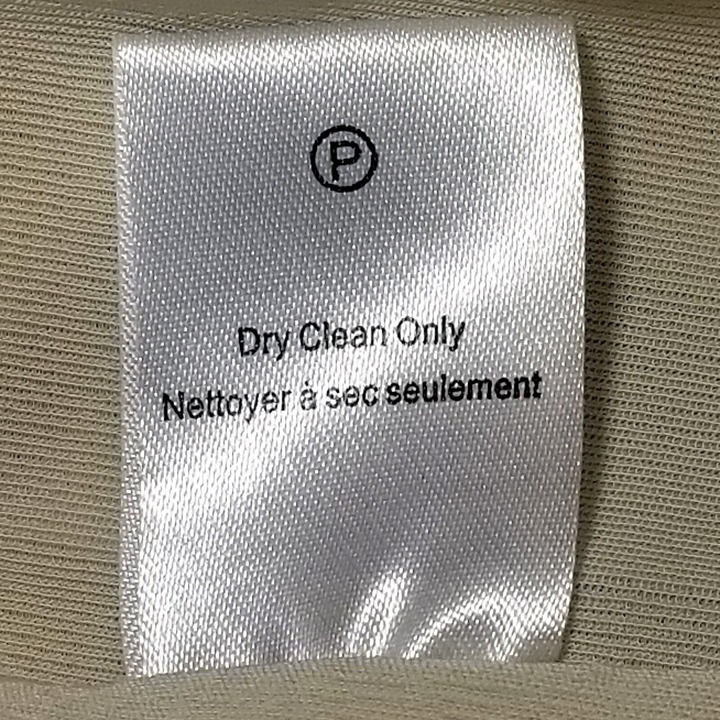 P
Dry Clean Only
Nettoyer à sec seulement